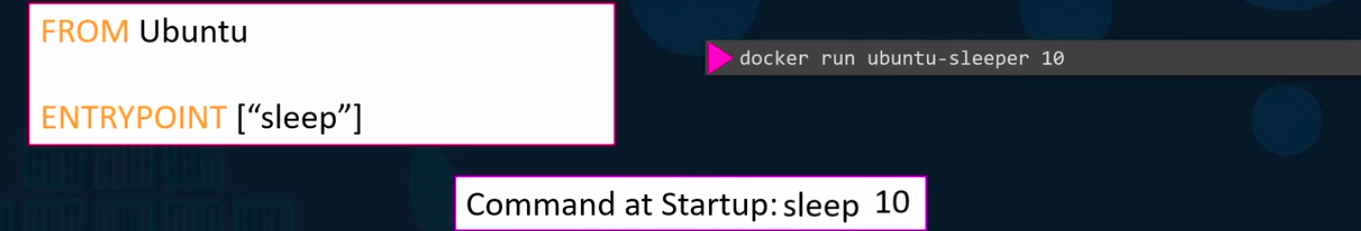 FROM Ubuntu
ENTRYPOINT [“sleep”]
docker run ubuntu-sleeper 10
Command at Startup: sleep 10